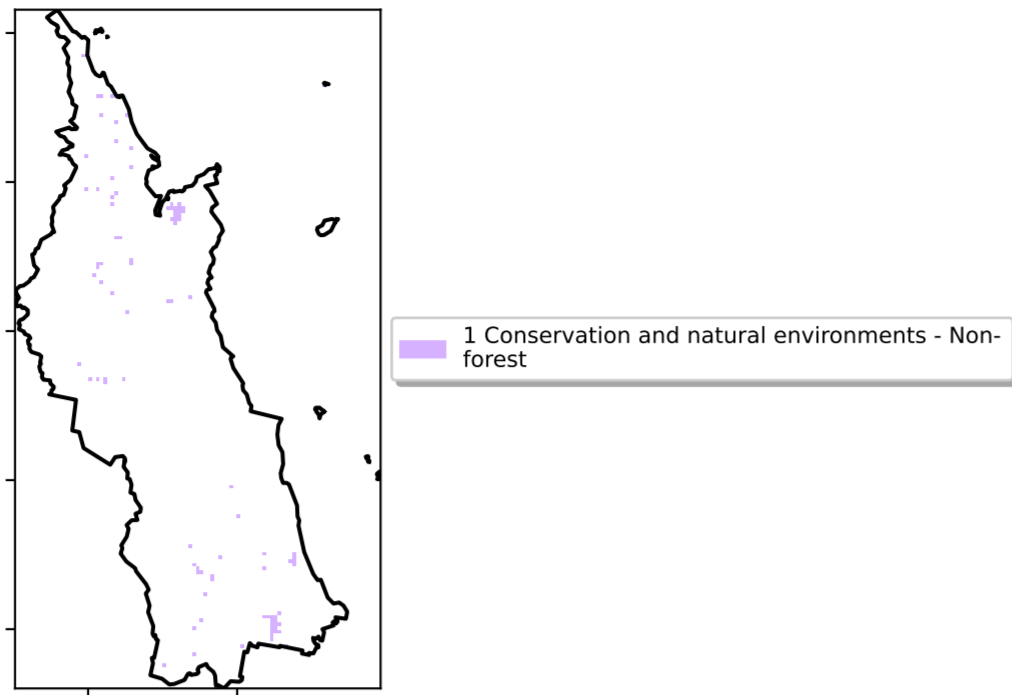 1 Conservation and natural environments - Non-
forest